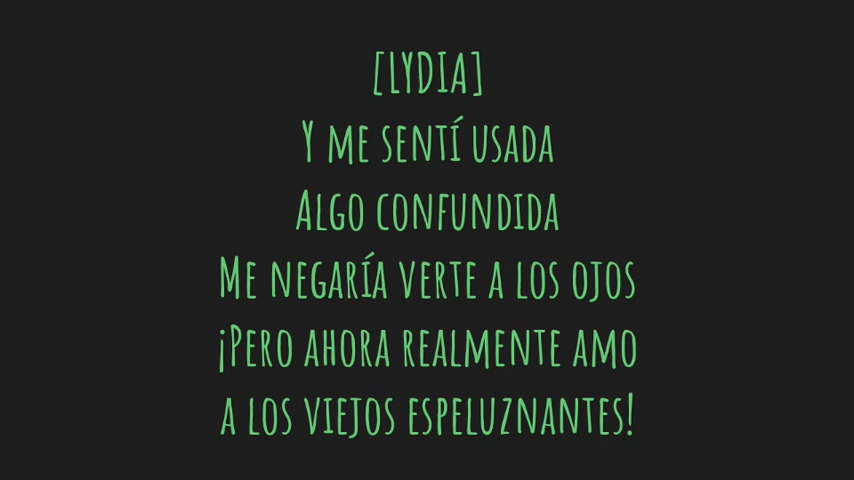 [LYDIA]
Y ME SENTÍ USADA
ALGO CONFUNDIDA
ME NEGARÍA VERTE A LOS OJOS
¡PERO AHORA REALMENTE AMO
A LOS VIEJOS ESPELUZNANTES!